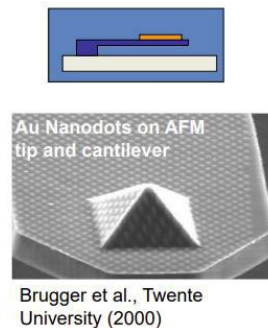 Au Nanodots on AFM
tip and cantilever
Brugger et al., Twente
University (2000)